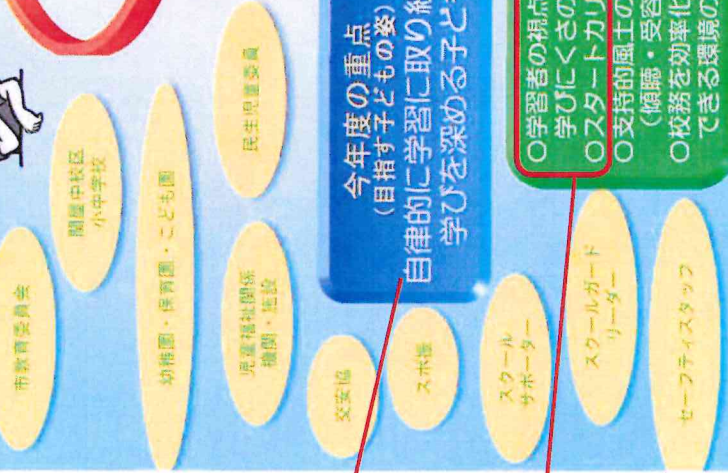 市教育委員会
関屋中校区
小中学校
幼稚園・保育園・こども園
児童福祉関係
機関・施設
民生児童委員
交安協
スポ振
スクール
サポーター
スクールガード
リーダー
セーフティスタッフ
今年度の重点
(目指す子どもの姿)
自律的に学習に取り組
学びを深める子ど
○学習者の視点
学びにくさの
○スタートカリ
○支持的風土の
(傾聴・受容
○校務を効率化
できる環境の